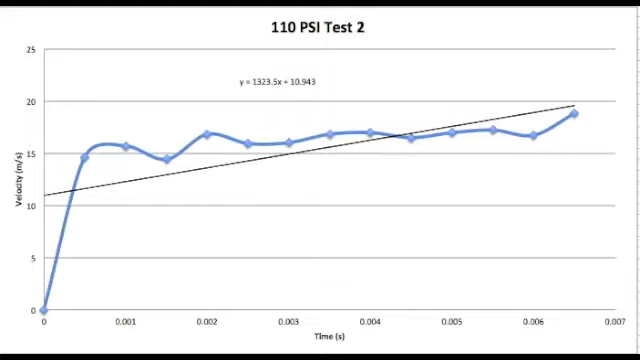 110 PSI Test 2
25
y = 1323.5x + 10.943
20
15
Velocity (m/s)
10
5
0
0 0.001 0.002 0.003 0.004 0.005 0.006 0.007
Time (s)